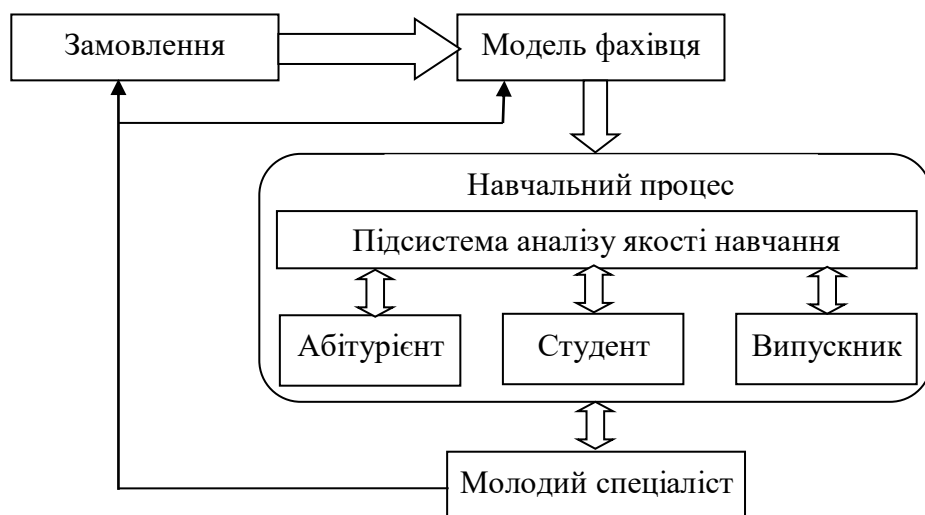 Замовлення
Модель фахівця
Навчальний процес
Підсистема аналізу якості навчання
Абітурієнт
Студент
Випускник
Молодий спеціаліст